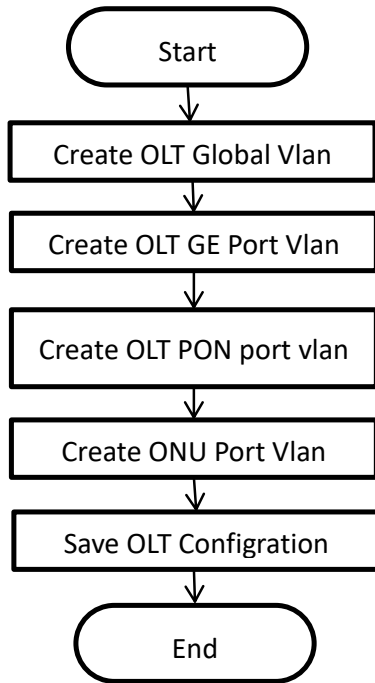 Start
Create OLT Global Vlan
Create OLT GE Port Vlan
Create OLT PON port vlan
Create ONU Port Vlan
Save OLT Configration
End